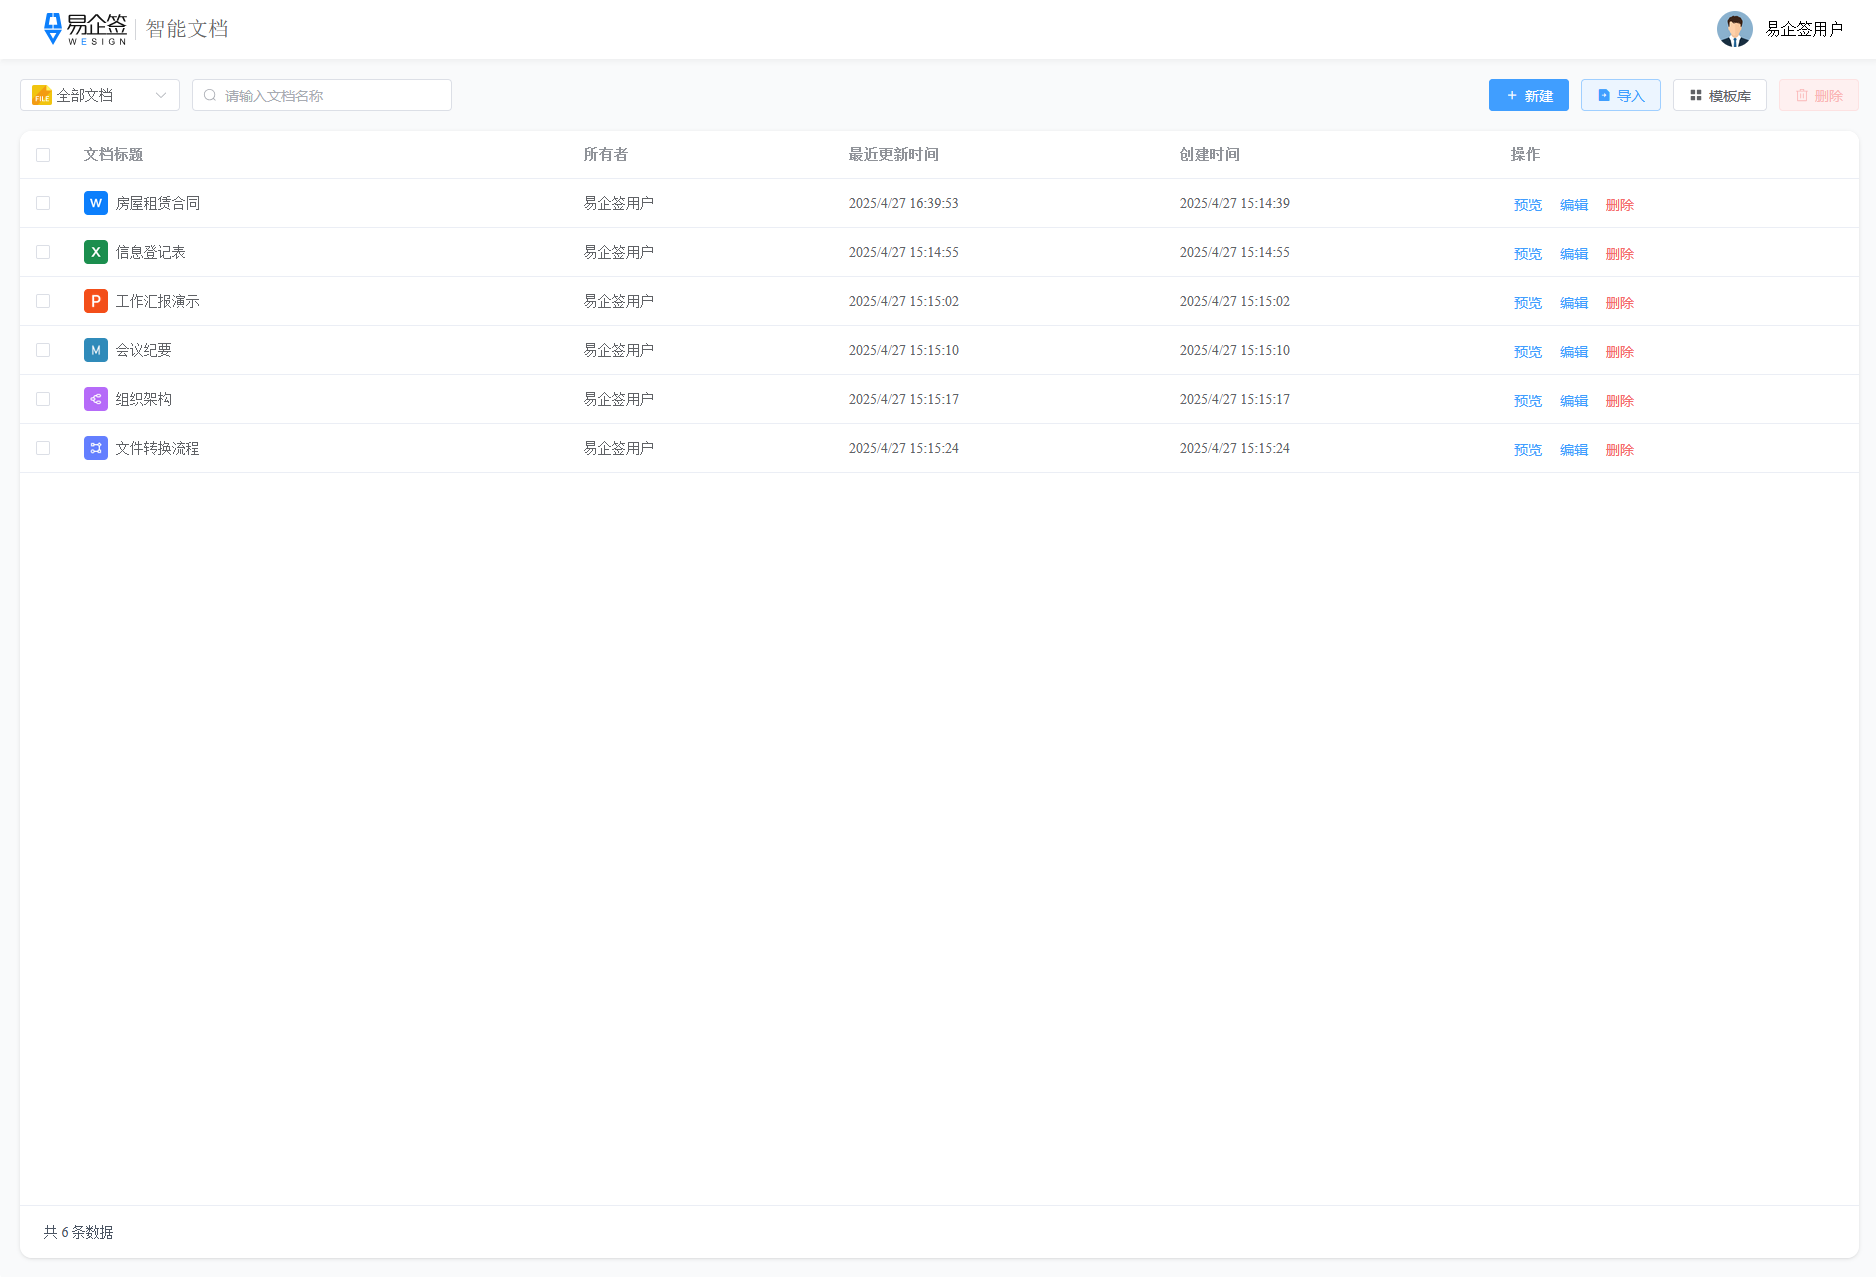 易企签 WESIGN 智能文档 易企签用户
FILE 全部文档 请输入文档名称 + 新建 导入 模板库 删除
文档标题 所有者 最近更新时间 创建时间 操作
W 房屋租赁合同 易企签用户 2025/4/27 16:39:53 2025/4/27 15:14:39 预览 编辑 删除
X 信息登记表 易企签用户 2025/4/27 15:14:55 2025/4/27 15:14:55 预览 编辑 删除
P 工作汇报演示 易企签用户 2025/4/27 15:15:02 2025/4/27 15:15:02 预览 编辑 删除
M 会议纪要 易企签用户 2025/4/27 15:15:10 2025/4/27 15:15:10 预览 编辑 删除
组织架构 易企签用户 2025/4/27 15:15:17 2025/4/27 15:15:17 预览 编辑 删除
文件转换流程 易企签用户 2025/4/27 15:15:24 2025/4/27 15:15:24 预览 编辑 删除
共 6 条数据